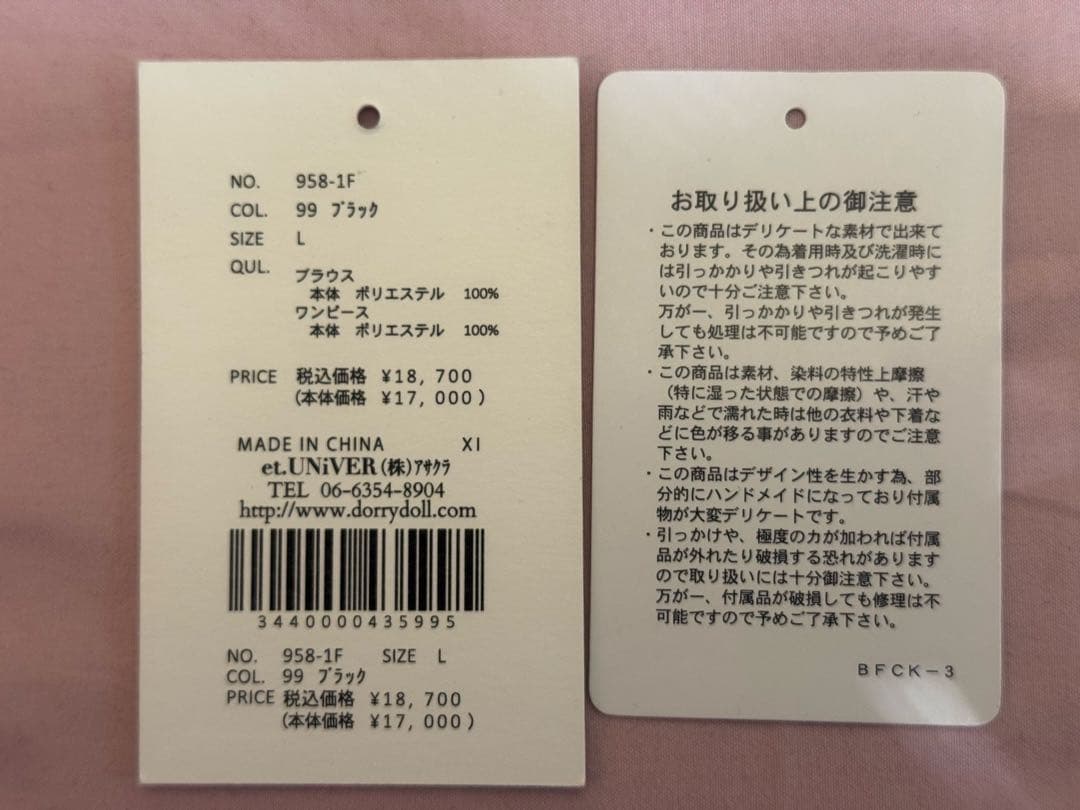 NO. 958-1F
COL. 99 ブラック
SIZE L
QUL.
ブラウス
本体 ポリエステル 100%
ワンピース
本体 ポリエステル 100%
PRICE 税込価格 ¥18,700
(本体価格 ¥17,000)
MADE IN CHINA XI
et.UNiVER(株)アサクラ
TEL 06-6354-8904
http://www.dorrydoll.com
3440000435995
NO. 958-1F SIZE L
COL. 99 ブラック
PRICE 税込価格 ¥18,700
(本体価格 ¥17,000)
お取り扱い上の御注意
・この商品はデリケートな素材で出来て
おります。その為着用時及び洗濯時に
は引っかかりや引きつれが起こりやす
いので十分ご注意下さい。
万が一、引っかかりや引きつれが発生
しても処理は不可能ですので予めご了
承下さい。
・この商品は素材、染料の特性上摩擦
(特に湿った状態での摩擦)や、汗や
雨などで濡れた時は他の衣料や下着な
どに色が移る事がありますのでご注意
下さい。
・この商品はデザイン性を生かす為、部
分的にハンドメイドになっており付属
物が大変デリケートです。
・引っかけや、極度の力が加われば付属
品が外れたり破損する恐れがあります
ので取り扱いには十分御注意下さい。
万が一、付属品が破損しても修理は不
可能ですので予めご了承下さい。
BFCK-3